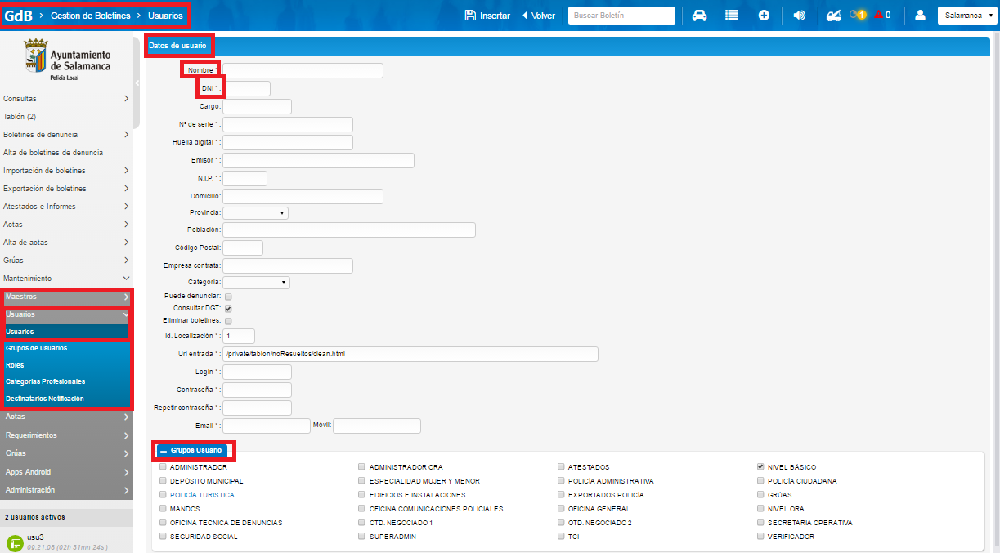 GdB > Gestion de Boletines > Usuarios
Insertar Volver Buscar Boletín 1 0 Salamanca
Ayuntamiento
de Salamanca
Policía Local
Consultas
Tablón (2)
Boletines de denuncia
Alta de boletines de denuncia
Importación de boletines
Exportación de boletines
Atestados e Informes
Actas
Alta de actas
Grúas
Mantenimiento
Maestros
Usuarios
Usuarios
Grupos de usuarios
Roles
Categorías Profesionales
Destinatarios Notificación
Actas
Requerimientos
Grúas
Apps Android
Administración
2 usuarios activos
usu3
09:21:08 (02h 31mn 24s )
Datos de usuario
Nombre *
DNI * :
Cargo:
Nº de serie * :
Huella digital * :
Emisor * :
N.I.P. * :
Domicilio:
Provincia:
Población:
Código Postal:
Empresa contrata:
Categoría:
Puede denunciar:
Consultar DGT:
Eliminar boletines:
Id. Localización * : 1
Url entrada * : /private/tablon/noResueltos/clean.html
Login * :
Contraseña * :
Repetir contraseña * :
Email * : Móvil:
Grupos Usuario
ADMINISTRADOR ADMINISTRADOR ORA ATESTADOS NIVEL BÁSICO
DEPÓSITO MUNICIPAL ESPECIALIDAD MUJER Y MENOR POLICÍA ADMINISTRATIVA POLICÍA CIUDADANA
POLICÍA TURISTICA EDIFICIOS E INSTALACIONES EXPORTADOS POLICÍA GRÚAS
MANDOS OFICINA COMUNICACIONES POLICIALES OFICINA GENERAL NIVEL ORA
OFICINA TÉCNICA DE DENUNCIAS OTD. NEGOCIADO 1 OTD. NEGOCIADO 2 SECRETARIA OPERATIVA
SEGURIDAD SOCIAL SUPERADMIN TCI VERIFICADOR